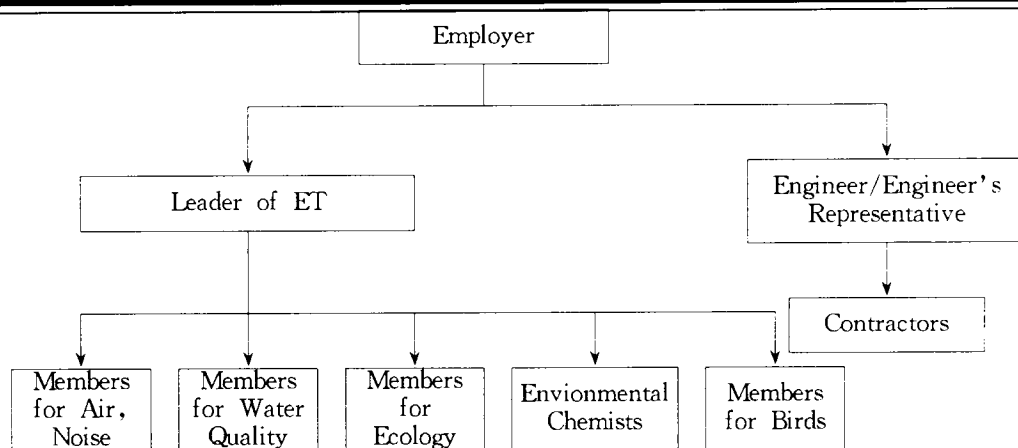 Employer
Leader of ET
Engineer/Engineer's
Representative
Contractors
Members
for Air,
Noise
Members
for Water
Quality
Members
for
Ecology
Envionmental
Chemists
Members
for Birds